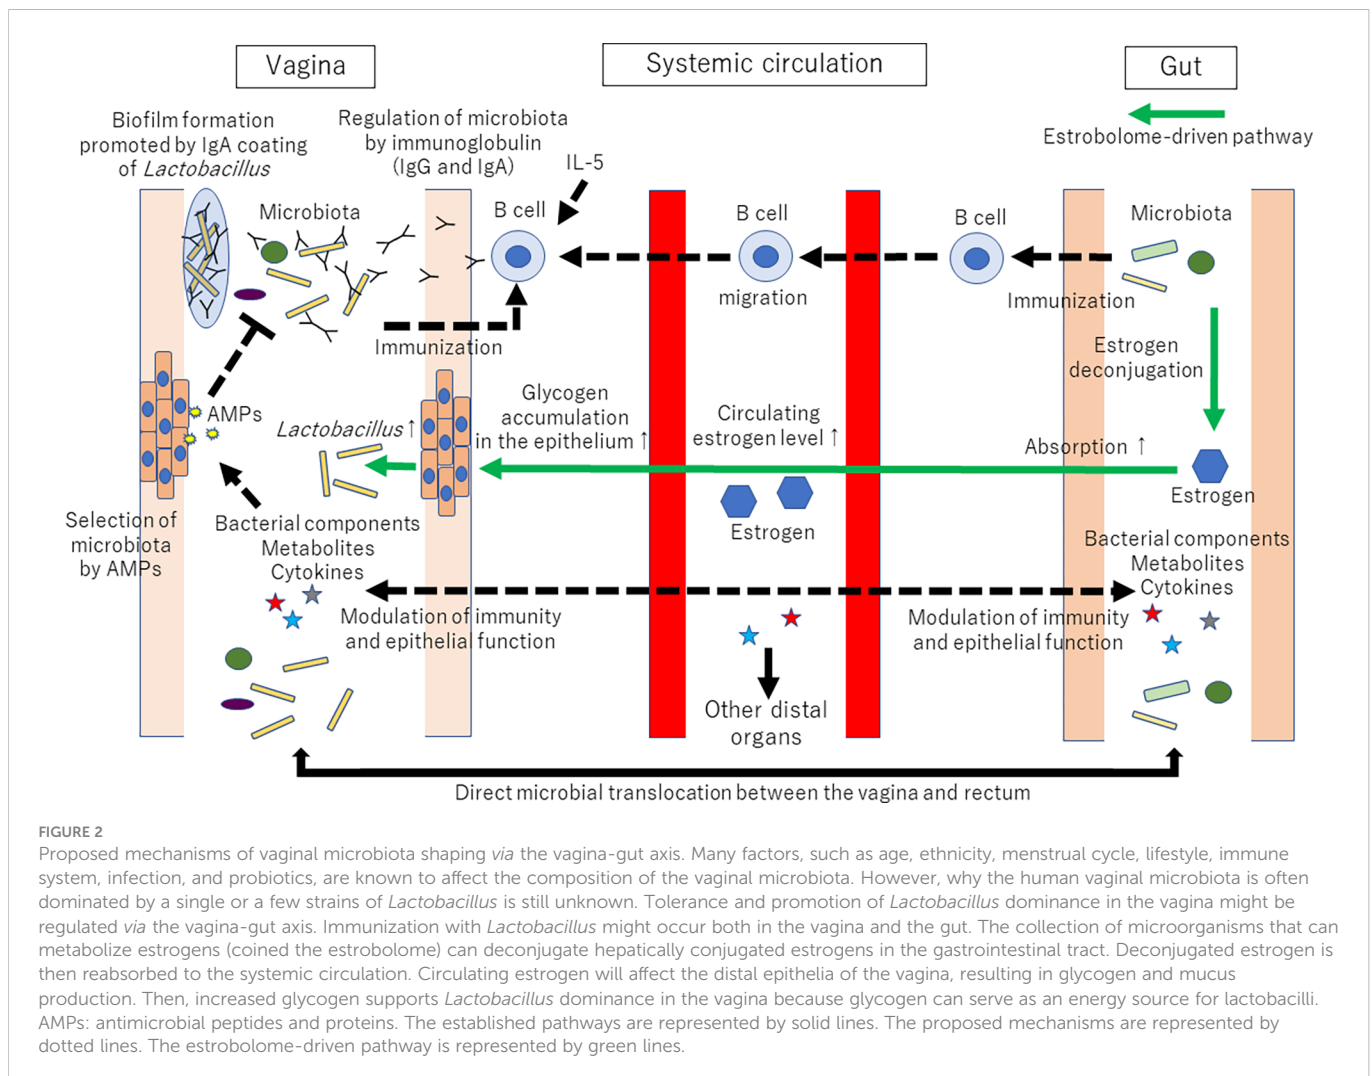 Vagina
Systemic circulation
Gut
Estrobolome-driven pathway
Biofilm formation
promoted by IgA coating
of Lactobacillus
Regulation of microbiota
by immunoglobulin
(IgG and IgA)
IL-5
Microbiota
B cell
B cell
B cell
Microbiota
migration
Immunization
Immunization
Estrogen
deconjugation
AMPs
Lactobacillus ↑
Glycogen
accumulation
in the epithelium ↑
Circulating
estrogen level ↑
Absorption ↑
Estrogen
Estrogen
Selection of
microbiota
by AMPs
Bacterial components
Metabolites
Cytokines
Bacterial components
Metabolites
Cytokines
Modulation of immunity
and epithelial function
Modulation of immunity
and epithelial function
Other distal
organs
Direct microbial translocation between the vagina and rectum
FIGURE 2
Proposed mechanisms of vaginal microbiota shaping via the vagina-gut axis. Many factors, such as age, ethnicity, menstrual cycle, lifestyle, immune
system, infection, and probiotics, are known to affect the composition of the vaginal microbiota. However, why the human vaginal microbiota is often
dominated by a single or a few strains of Lactobacillus is still unknown. Tolerance and promotion of Lactobacillus dominance in the vagina might be
regulated via the vagina-gut axis. Immunization with Lactobacillus might occur both in the vagina and the gut. The collection of microorganisms that can
metabolize estrogens (coined the estrobolome) can deconjugate hepatically conjugated estrogens in the gastrointestinal tract. Deconjugated estrogen is
then reabsorbed to the systemic circulation. Circulating estrogen will affect the distal epithelia of the vagina, resulting in glycogen and mucus
production. Then, increased glycogen supports Lactobacillus dominance in the vagina because glycogen can serve as an energy source for lactobacilli.
AMPs: antimicrobial peptides and proteins. The established pathways are represented by solid lines. The proposed mechanisms are represented by
dotted lines. The estrobolome-driven pathway is represented by green lines.